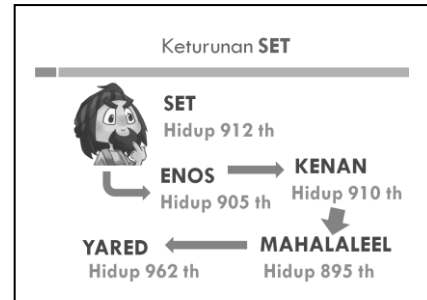 Keturunan SET
SET
Hidup 912 th
ENOS
Hidup 905 th
KENAN
Hidup 910 th
MAHALALEEL
Hidup 895 th
YARED
Hidup 962 th